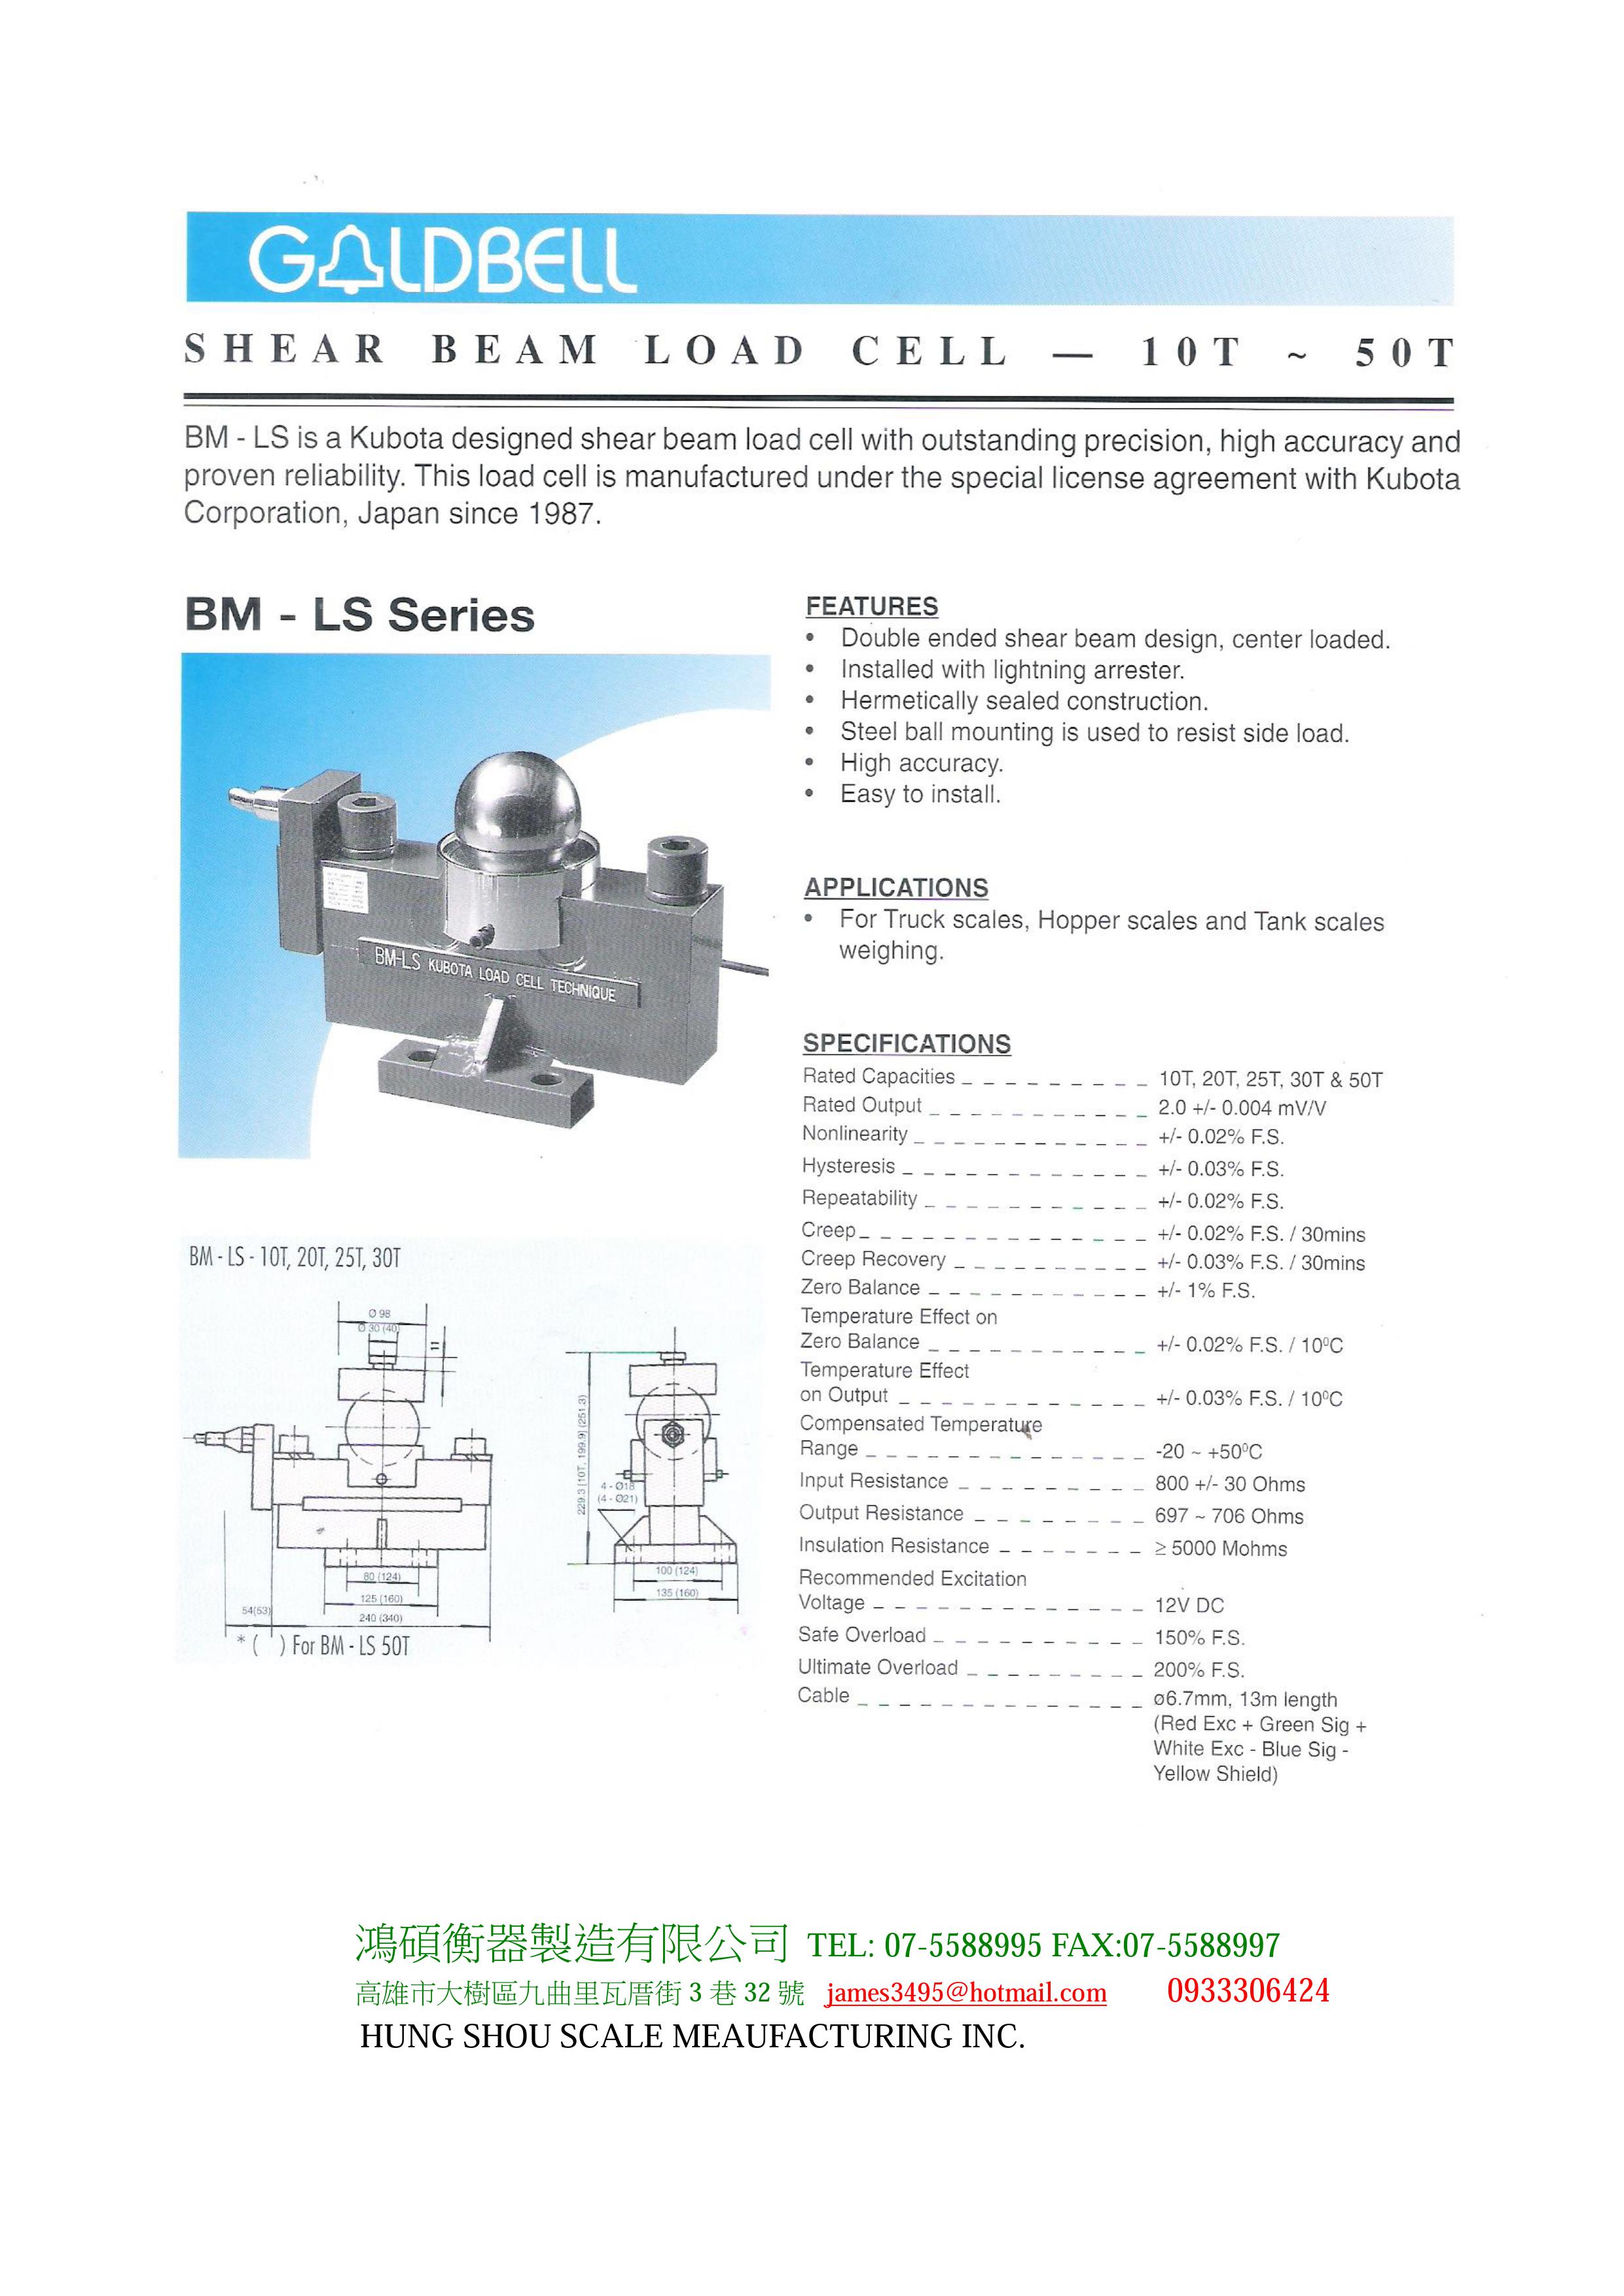 GOLDBELL
SHEAR BEAM LOAD CELL — 10T ~ 50T
BM - LS is a Kubota designed shear beam load cell with outstanding precision, high accuracy and
proven reliability. This load cell is manufactured under the special license agreement with Kubota
Corporation, Japan since 1987.
BM - LS Series
BM-LS KUBOTA LOAD CELL TECHNIQUE
BM - LS - 10T, 20T, 25T, 30T
Ø 98
Ø 30 (40)
11
229.3 [10T, 199.9] (251.3)
4 - Ø18
(4 - Ø21)
80 (124)
125 (160)
54(53)
240 (340)
100 (124)
135 (160)
* ( ) For BM - LS 50T
FEATURES
• Double ended shear beam design, center loaded.
• Installed with lightning arrester.
• Hermetically sealed construction.
• Steel ball mounting is used to resist side load.
• High accuracy.
• Easy to install.
APPLICATIONS
• For Truck scales, Hopper scales and Tank scales
weighing.
SPECIFICATIONS
Rated Capacities 10T, 20T, 25T, 30T & 50T
Rated Output 2.0 +/- 0.004 mV/V
Nonlinearity +/- 0.02% F.S.
Hysteresis +/- 0.03% F.S.
Repeatability +/- 0.02% F.S.
Creep +/- 0.02% F.S. / 30mins
Creep Recovery +/- 0.03% F.S. / 30mins
Zero Balance +/- 1% F.S.
Temperature Effect on
Zero Balance +/- 0.02% F.S. / 10⁰C
Temperature Effect
on Output +/- 0.03% F.S. / 10⁰C
Compensated Temperature
Range -20 ~ +50⁰C
Input Resistance 800 +/- 30 Ohms
Output Resistance 697 ~ 706 Ohms
Insulation Resistance ≥ 5000 Mohms
Recommended Excitation
Voltage 12V DC
Safe Overload 150% F.S.
Ultimate Overload 200% F.S.
Cable ø6.7mm, 13m length
(Red Exc + Green Sig +
White Exc - Blue Sig -
Yellow Shield)
鴻碩衡器製造有限公司 TEL: 07-5588995 FAX:07-5588997
高雄市大樹區九曲里瓦厝街 3 巷 32 號 james3495@hotmail.com 0933306424
HUNG SHOU SCALE MEAUFACTURING INC.